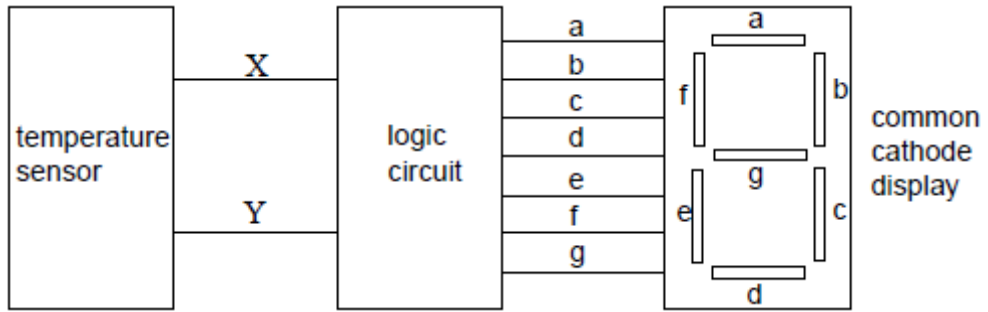 temperature
sensor
X
Y
logic
circuit
a
b
c
d
e
f
g
a
f
b
g
e
c
d
common
cathode
display